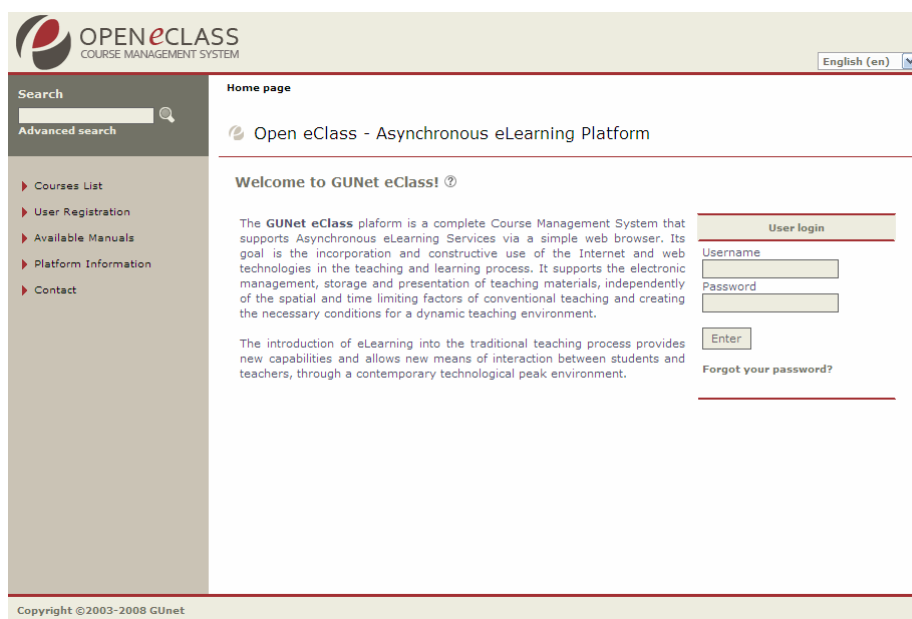 OPEN eCLASS
COURSE MANAGEMENT SYSTEM
English (en)
Search
Advanced search
Courses List
User Registration
Available Manuals
Platform Information
Contact
Home page
Open eClass - Asynchronous eLearning Platform
Welcome to GUNet eClass!
The GUNet eClass plaform is a complete Course Management System that
supports Asynchronous eLearning Services via a simple web browser. Its
goal is the incorporation and constructive use of the Internet and web
technologies in the teaching and learning process. It supports the electronic
management, storage and presentation of teaching materials, independently
of the spatial and time limiting factors of conventional teaching and creating
the necessary conditions for a dynamic teaching environment.
The introduction of eLearning into the traditional teaching process provides
new capabilities and allows new means of interaction between students and
teachers, through a contemporary technological peak environment.
User login
Username
Password
Enter
Forgot your password?
Copyright ©2003-2008 GUnet